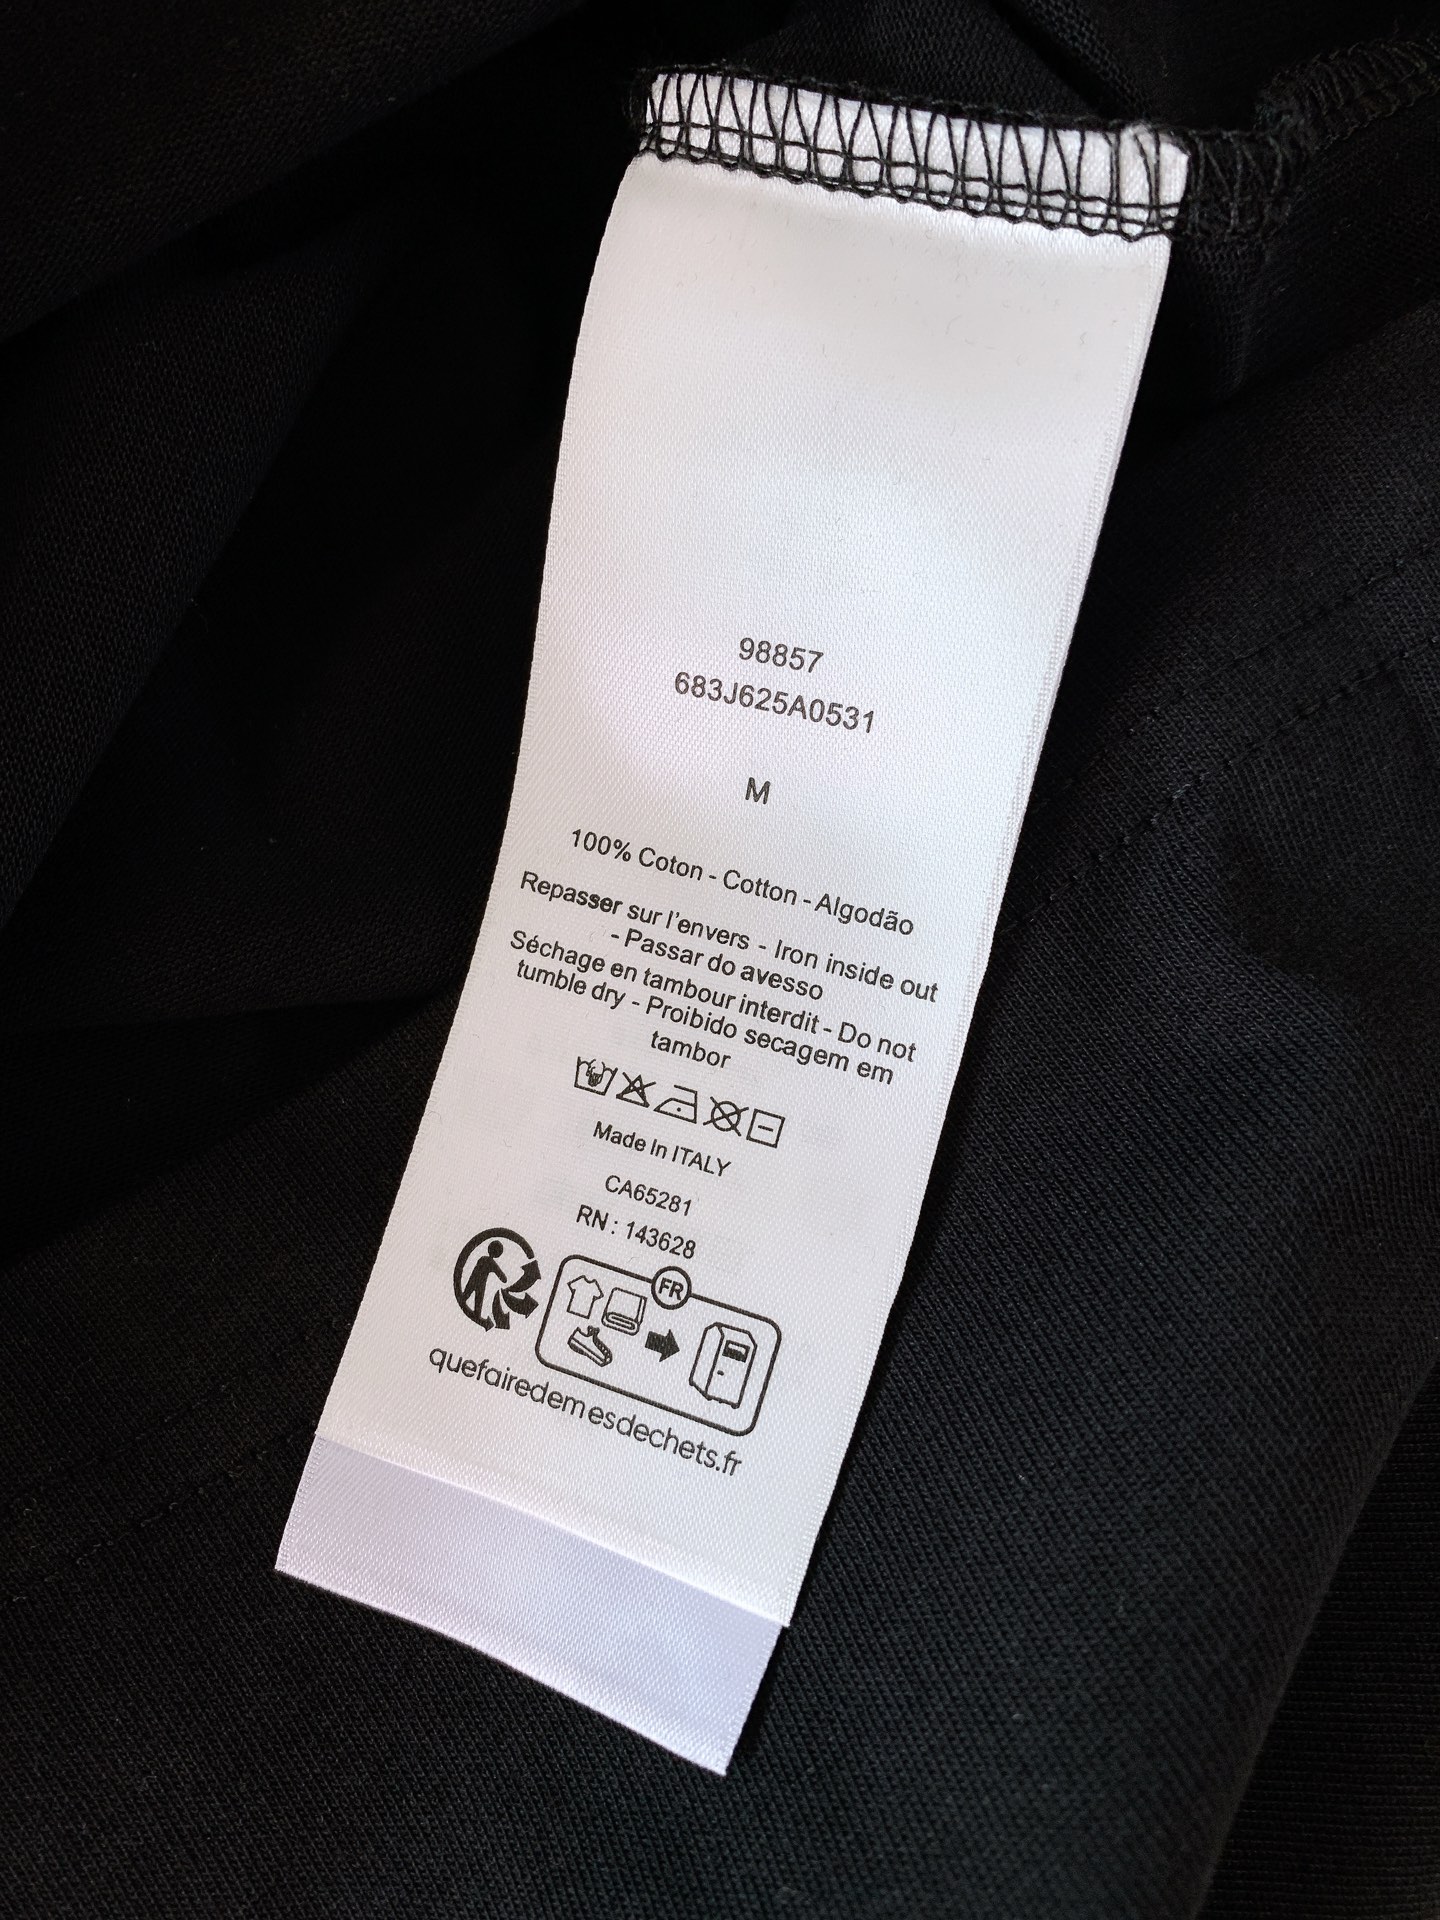 98857
683J625A0531
M
100% Coton - Cotton - Algodão
Repasser sur l'envers - Iron inside out
- Passar do avesso
Séchage en tambour interdit - Do not
tumble dry - Proibido secagem em
tambor
Made In ITALY
CA65281
RN : 143628
FR
quefairedemesdechets.fr